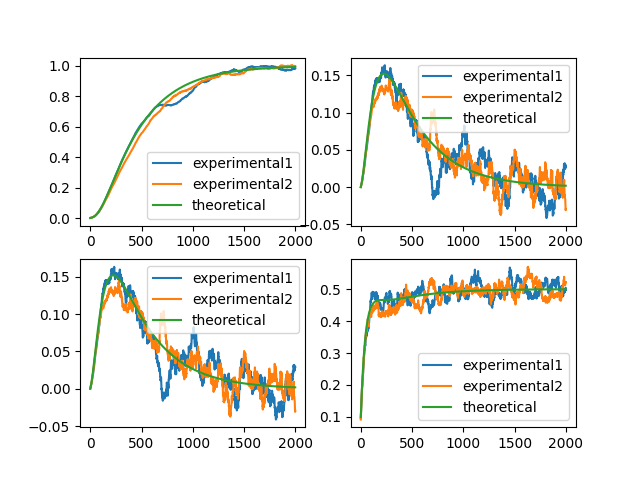 1.0
0.8
0.6
0.4
0.2
0.0
experimental1
experimental2
theoretical
0 500 1000 1500 2000
0.15
0.10
0.05
0.00
−0.05
experimental1
experimental2
theoretical
0 500 1000 1500 2000
0.15
0.10
0.05
0.00
−0.05
experimental1
experimental2
theoretical
0 500 1000 1500 2000
0.5
0.4
0.3
0.2
0.1
experimental1
experimental2
theoretical
0 500 1000 1500 2000